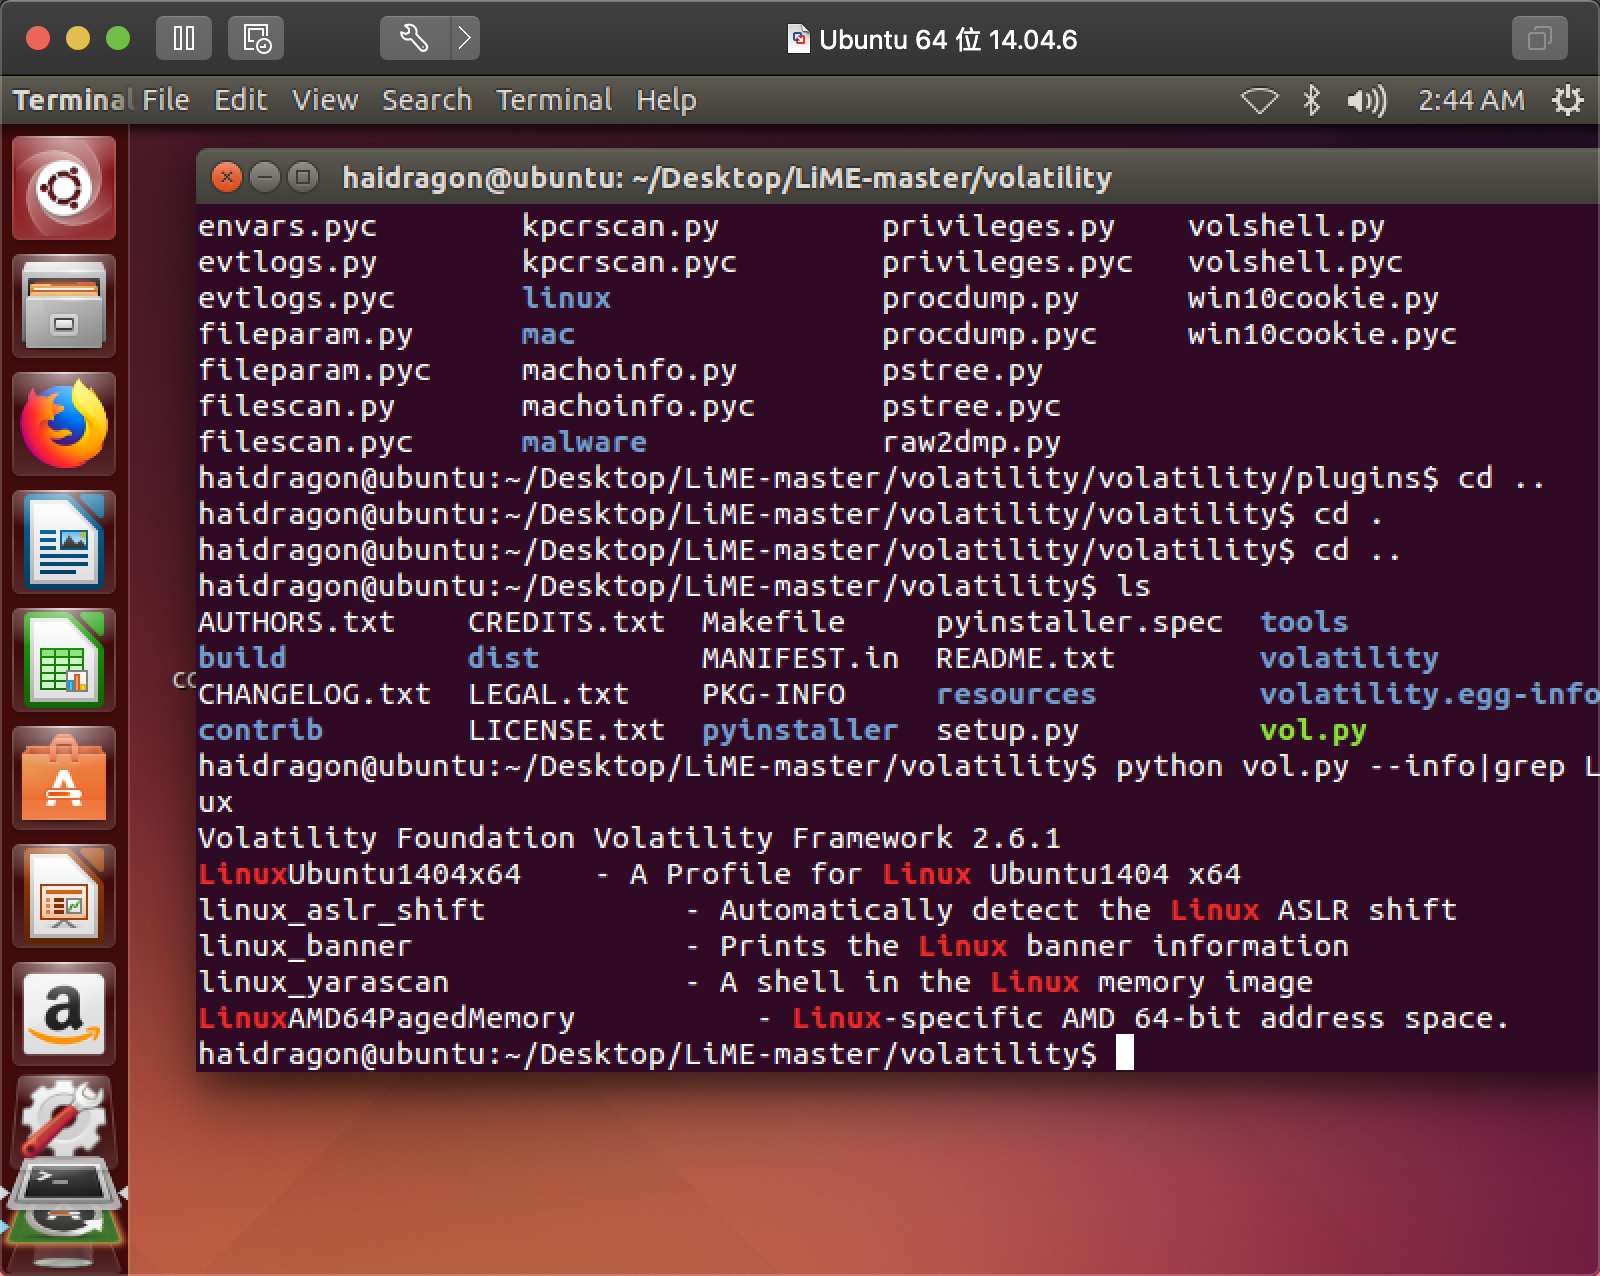 Ubuntu 64 位 14.04.6
Terminal File Edit View Search Terminal Help 2:44 AM
haidragon@ubuntu: ~/Desktop/LiME-master/volatility
envars.pyc kpcrscan.py privileges.py volshell.py
evtlogs.py kpcrscan.pyc privileges.pyc volshell.pyc
evtlogs.pyc linux procdump.py win10cookie.py
fileparam.py mac procdump.pyc win10cookie.pyc
fileparam.pyc machoinfo.py pstree.py
filescan.py machoinfo.pyc pstree.pyc
filescan.pyc malware raw2dmp.py
haidragon@ubuntu:~/Desktop/LiME-master/volatility/volatility/plugins$ cd ..
haidragon@ubuntu:~/Desktop/LiME-master/volatility/volatility$ cd .
haidragon@ubuntu:~/Desktop/LiME-master/volatility/volatility$ cd ..
haidragon@ubuntu:~/Desktop/LiME-master/volatility$ ls
AUTHORS.txt CREDITS.txt Makefile pyinstaller.spec tools
build dist MANIFEST.in README.txt volatility
CHANGELOG.txt LEGAL.txt PKG-INFO resources volatility.egg-info
contrib LICENSE.txt pyinstaller setup.py vol.py
haidragon@ubuntu:~/Desktop/LiME-master/volatility$ python vol.py --info|grep L
ux
Volatility Foundation Volatility Framework 2.6.1
LinuxUbuntu1404x64 - A Profile for Linux Ubuntu1404 x64
linux_aslr_shift - Automatically detect the Linux ASLR shift
linux_banner - Prints the Linux banner information
linux_yarascan - A shell in the Linux memory image
LinuxAMD64PagedMemory - Linux-specific AMD 64-bit address space.
haidragon@ubuntu:~/Desktop/LiME-master/volatility$